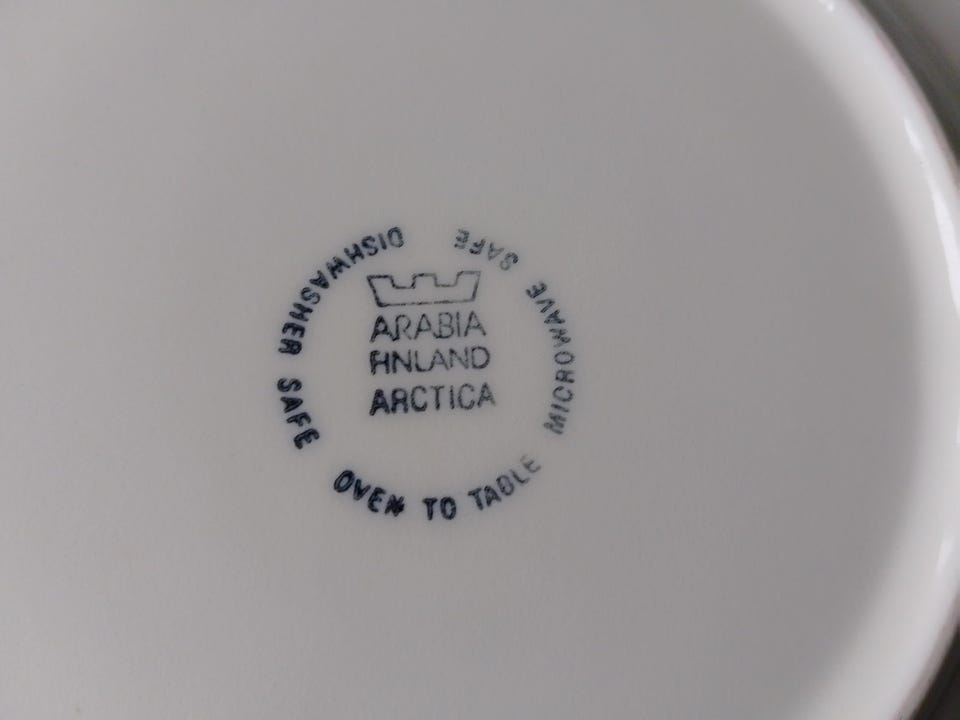 ARABIA
FINLAND
ARCTICA
DISHWASHER SAFE
OVEN TO TABLE
MICROWAVE SAFE